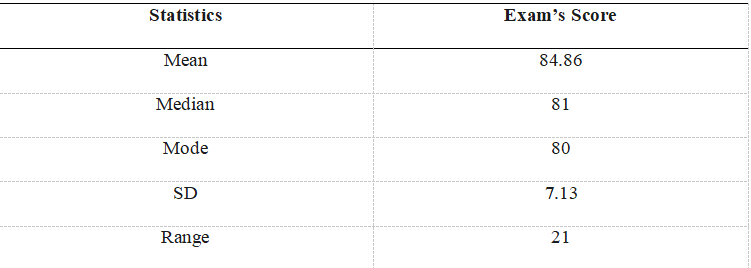 Statistics Exam’s Score
Mean 84.86
Median 81
Mode 80
SD 7.13
Range 21